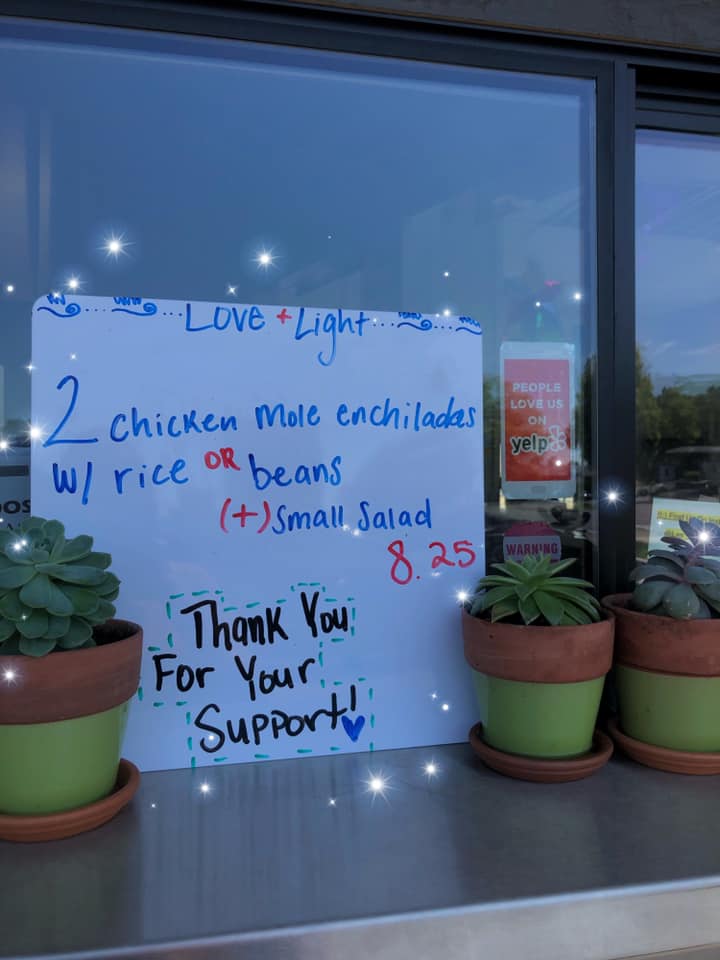 Love + Light
2 chicken mole enchiladas
w/ rice OR beans
(+) Small Salad
8.25
Thank You
For Your
Support!
PEOPLE
LOVE US
ON
yelp
WARNING